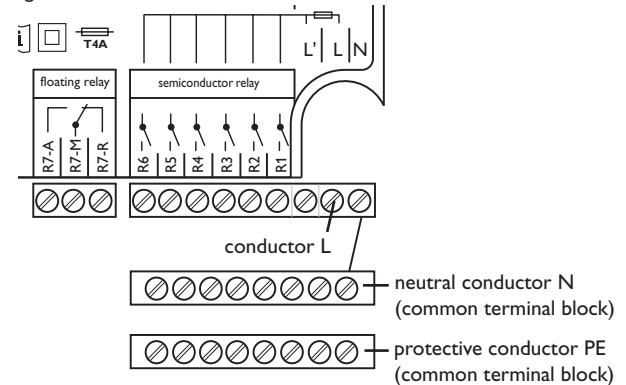 i
T4A
L' L N
floating relay
semiconductor relay
R7-A
R7-M
R7-R
R6
R5
R4
R3
R2
R1
conductor L
neutral conductor N
(common terminal block)
protective conductor PE
(common terminal block)